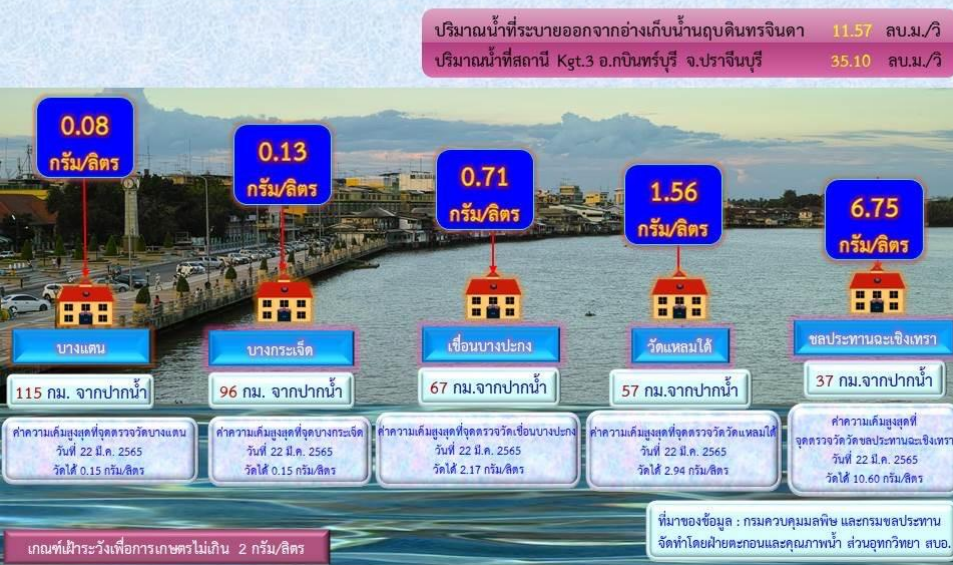 ปริมาณน้ำที่ระบายออกจากอ่างเก็บน้ำนฤบดินทรจินดา 11.57 ลบ.ม./วิ
ปริมาณน้ำที่สถานี Kgt.3 อ.กบินทร์บุรี จ.ปราจีนบุรี 35.10 ลบ.ม./วิ
0.08
กรัม/ลิตร
0.13
กรัม/ลิตร
0.71
กรัม/ลิตร
1.56
กรัม/ลิตร
6.75
กรัม/ลิตร
บางแตน
บางกระเจ็ด
เขื่อนบางปะกง
วัดแหลมใต้
ชลประทานฉะเชิงเทรา
115 กม. จากปากน้ำ
96 กม. จากปากน้ำ
67 กม.จากปากน้ำ
57 กม.จากปากน้ำ
37 กม.จากปากน้ำ
ค่าความเค็มสูงสุดที่จุดตรวจวัดบางแตน
วันที่ 22 มี.ค. 2565
วัดได้ 0.15 กรัม/ลิตร
ค่าความเค็มสูงสุดที่จุดบางกระเจ็ด
วันที่ 22 มี.ค. 2565
วัดได้ 0.15 กรัม/ลิตร
ค่าความเค็มสูงสุดที่จุดตรวจวัดเขื่อนบางปะกง
วันที่ 22 มี.ค. 2565
วัดได้ 2.17 กรัม/ลิตร
ค่าความเค็มสูงสุดที่จุดตรวจวัดวัดแหลมใต้
วันที่ 22 มี.ค. 2565
วัดได้ 2.94 กรัม/ลิตร
ค่าความเค็มสูงสุดที่
จุดตรวจวัดวัดชลประทานฉะเชิงเทรา
วันที่ 22 มี.ค. 2565
วัดได้ 10.60 กรัม/ลิตร
เกณฑ์เฝ้าระวังเพื่อการเกษตรไม่เกิน 2 กรัม/ลิตร
ที่มาของข้อมูล : กรมควบคุมมลพิษ และกรมชลประทาน
จัดทำโดยฝ่ายตะกอนและคุณภาพน้ำ ส่วนอุทกวิทยา สบอ.